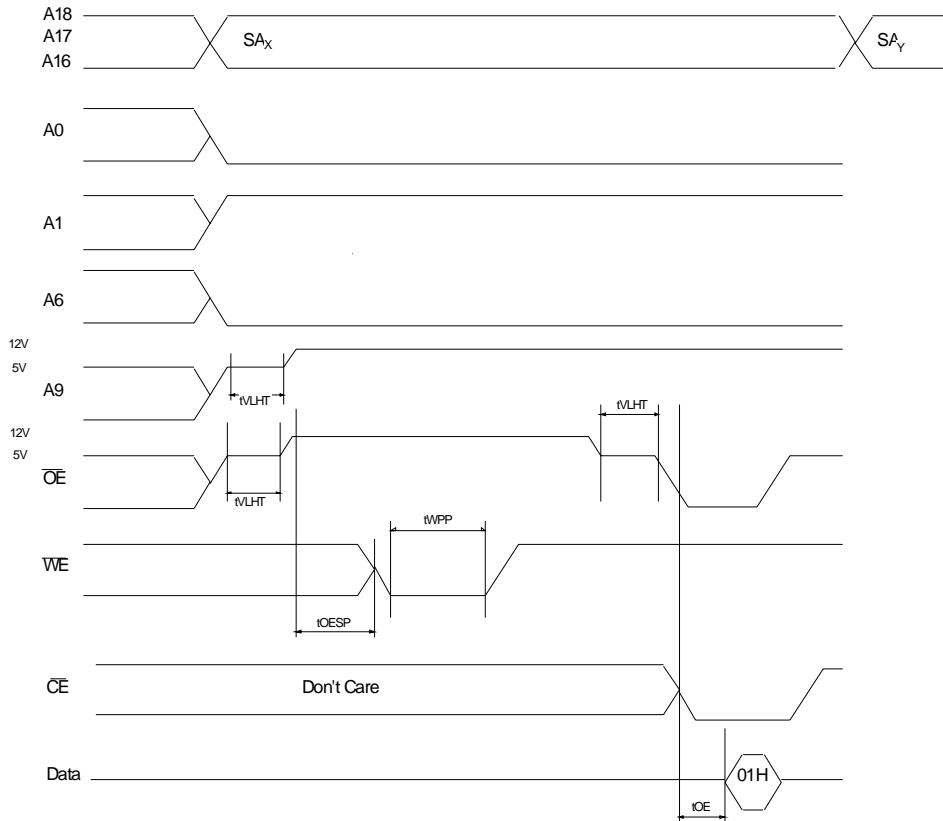 A18
A17
A16
SAX
SAY
A0
A1
A6
12V
5V
A9
tVLHT
tVLHT
12V
5V
OE
tVLHT
tWPP
WE
tOESP
CE
Don't Care
Data
01H
tOE